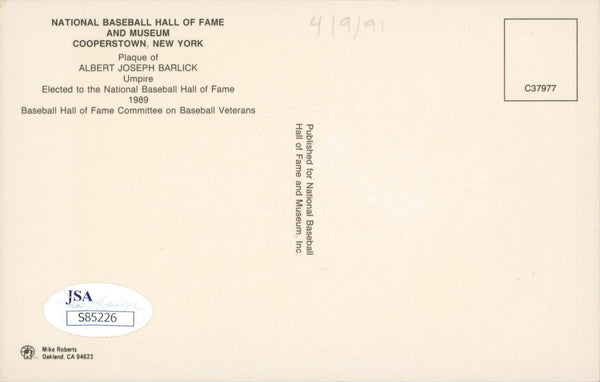 NATIONAL BASEBALL HALL OF FAME
AND MUSEUM
COOPERSTOWN, NEW YORK
Plaque of
ALBERT JOSEPH BARLICK
Umpire
Elected to the National Baseball Hall of Fame
1989
Baseball Hall of Fame Committee on Baseball Veterans
4/9/91
C37977
Published for National Baseball
Hall of Fame and Museum, Inc.
JSA
S85226
Mike Roberts
Oakland, CA 94623